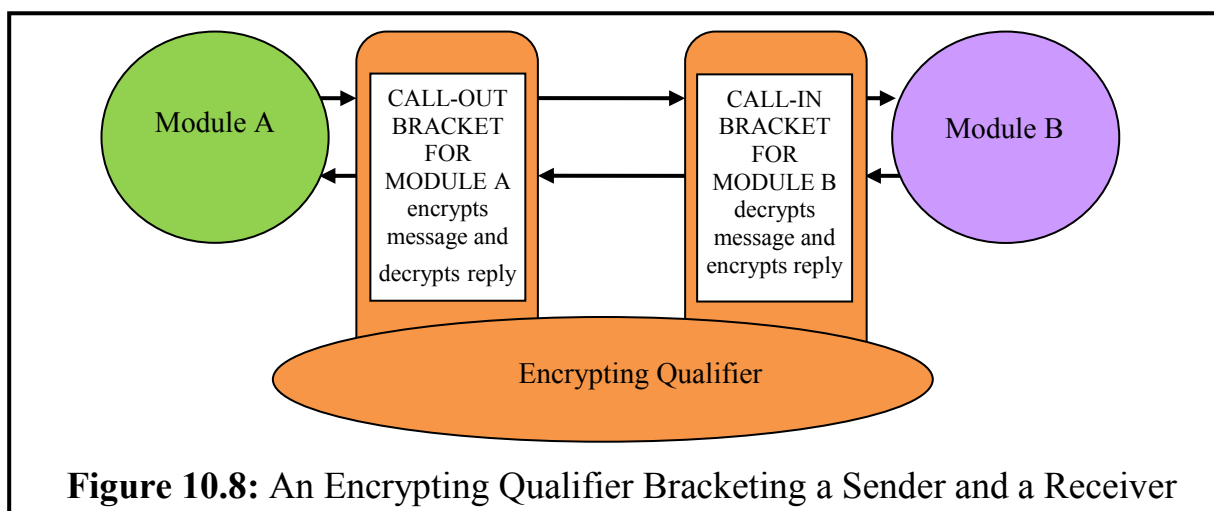 Module A
CALL-OUT
BRACKET
FOR
MODULE A
encrypts
message and
decrypts reply
CALL-IN
BRACKET
FOR
MODULE B
decrypts
message and
encrypts reply
Module B
Encrypting Qualifier
Figure 10.8: An Encrypting Qualifier Bracketing a Sender and a Receiver